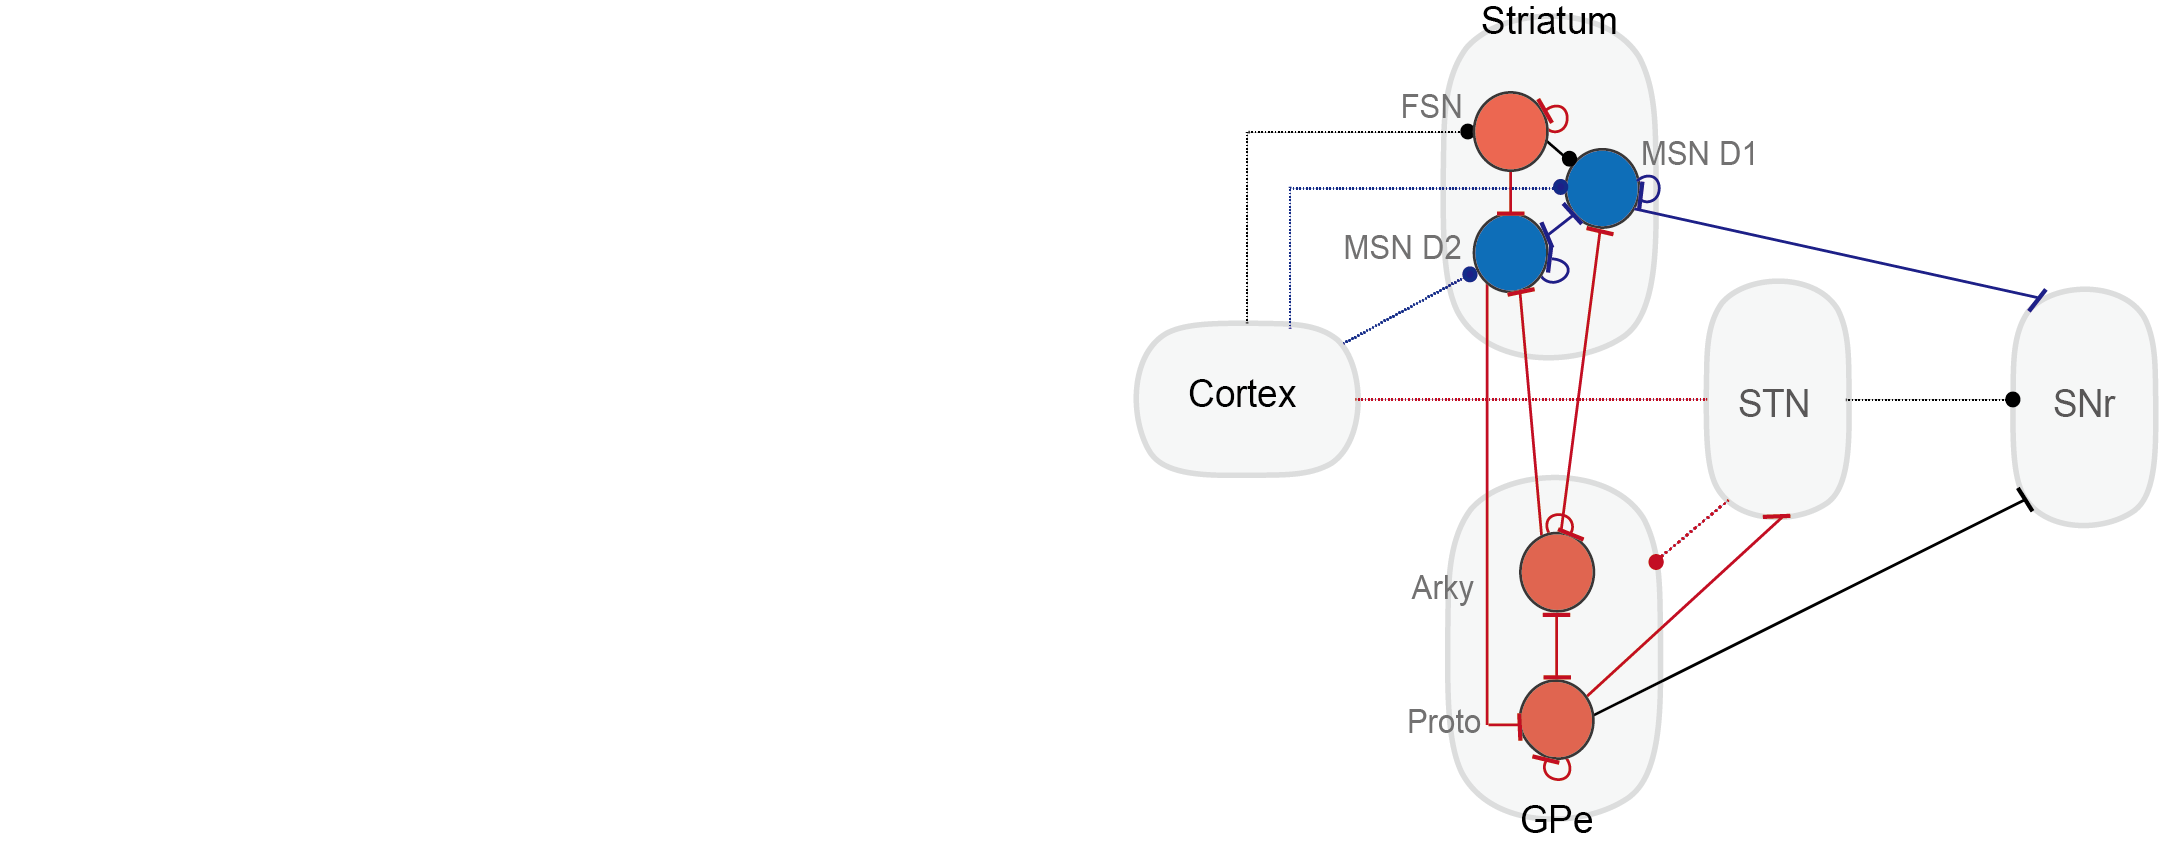 Striatum
FSN
MSN D1
MSN D2
Cortex
STN
SNr
Arky
Proto
GPe